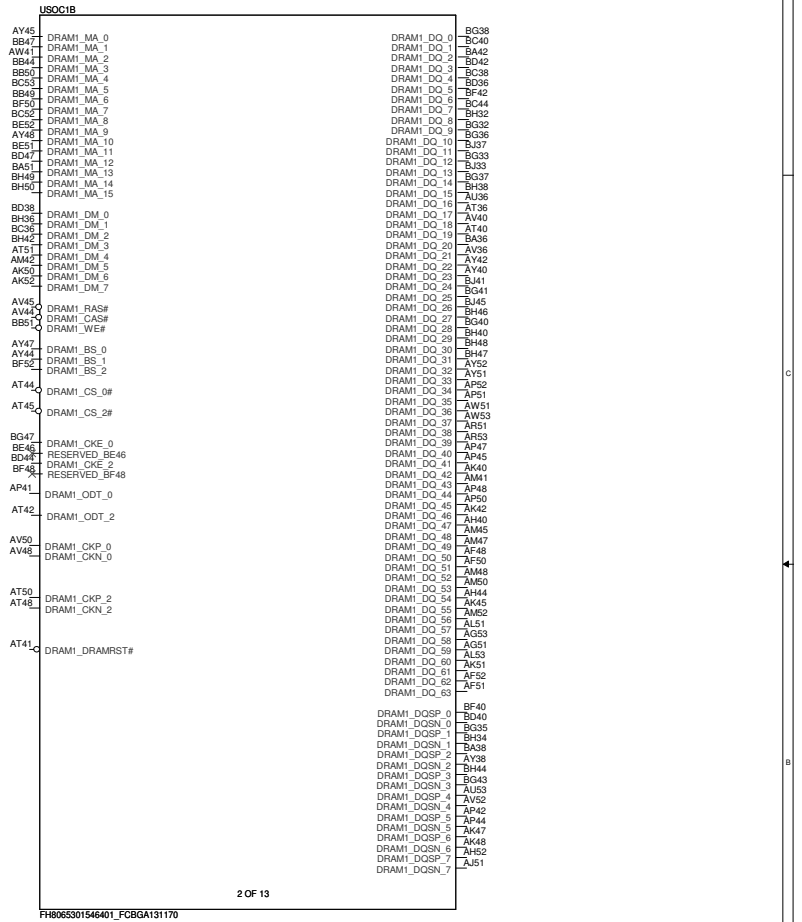 USOC1B
AY45 DRAM1_MA_0
BB47 DRAM1_MA_1
AW41 DRAM1_MA_2
BB44 DRAM1_MA_3
BB50 DRAM1_MA_4
BC53 DRAM1_MA_5
BB49 DRAM1_MA_6
BF50 DRAM1_MA_7
BC52 DRAM1_MA_8
BE52 DRAM1_MA_9
AY48 DRAM1_MA_10
BE51 DRAM1_MA_11
BD47 DRAM1_MA_12
BA51 DRAM1_MA_13
BH49 DRAM1_MA_14
BH50 DRAM1_MA_15
BD38 DRAM1_DM_0
BH36 DRAM1_DM_1
BC36 DRAM1_DM_2
BH42 DRAM1_DM_3
AT51 DRAM1_DM_4
AM42 DRAM1_DM_5
AK50 DRAM1_DM_6
AK52 DRAM1_DM_7
AV45 DRAM1_RAS#
AV44 DRAM1_CAS#
BB51 DRAM1_WE#
AY47 DRAM1_BS_0
AY44 DRAM1_BS_1
BF52 DRAM1_BS_2
AT44 DRAM1_CS_0#
AT45 DRAM1_CS_2#
BG47 DRAM1_CKE_0
BE46 RESERVED_BE46
BD44 DRAM1_CKE_2
BF48 RESERVED_BF48
AP41 DRAM1_ODT_0
AT42 DRAM1_ODT_2
AV50 DRAM1_CKP_0
AV48 DRAM1_CKN_0
AT50 DRAM1_CKP_2
AT48 DRAM1_CKN_2
AT41 DRAM1_DRAMRST#
DRAM1_DQ_0 BG38
DRAM1_DQ_1 BC40
DRAM1_DQ_2 BA42
DRAM1_DQ_3 BD42
DRAM1_DQ_4 BC38
DRAM1_DQ_5 BD36
DRAM1_DQ_6 BF42
DRAM1_DQ_7 BC44
DRAM1_DQ_8 BH32
DRAM1_DQ_9 BG32
DRAM1_DQ_10 BG36
DRAM1_DQ_11 BJ37
DRAM1_DQ_12 BG33
DRAM1_DQ_13 BJ33
DRAM1_DQ_14 BG37
DRAM1_DQ_15 BH38
DRAM1_DQ_16 AU36
DRAM1_DQ_17 AT36
DRAM1_DQ_18 AV40
DRAM1_DQ_19 AT40
DRAM1_DQ_20 BA36
DRAM1_DQ_21 AV36
DRAM1_DQ_22 AY42
DRAM1_DQ_23 AY40
DRAM1_DQ_24 BJ41
DRAM1_DQ_25 BG41
DRAM1_DQ_26 BJ45
DRAM1_DQ_27 BH46
DRAM1_DQ_28 BG40
DRAM1_DQ_29 BH40
DRAM1_DQ_30 BH48
DRAM1_DQ_31 BH47
DRAM1_DQ_32 AY52
DRAM1_DQ_33 AY51
DRAM1_DQ_34 AP52
DRAM1_DQ_35 AP51
DRAM1_DQ_36 AW51
DRAM1_DQ_37 AW53
DRAM1_DQ_38 AR51
DRAM1_DQ_39 AR53
DRAM1_DQ_40 AP47
DRAM1_DQ_41 AP45
DRAM1_DQ_42 AK40
DRAM1_DQ_43 AM41
DRAM1_DQ_44 AP48
DRAM1_DQ_45 AP50
DRAM1_DQ_46 AK42
DRAM1_DQ_47 AH40
DRAM1_DQ_48 AM45
DRAM1_DQ_49 AM47
DRAM1_DQ_50 AF48
DRAM1_DQ_51 AF50
DRAM1_DQ_52 AM48
DRAM1_DQ_53 AM50
DRAM1_DQ_54 AH44
DRAM1_DQ_55 AK45
DRAM1_DQ_56 AM52
DRAM1_DQ_57 AL51
DRAM1_DQ_58 AG53
DRAM1_DQ_59 AG51
DRAM1_DQ_60 AL53
DRAM1_DQ_61 AK51
DRAM1_DQ_62 AF52
DRAM1_DQ_63 AF51
DRAM1_DQSP_0 BF40
DRAM1_DQSN_0 BD40
DRAM1_DQSP_1 BG35
DRAM1_DQSN_1 BH34
DRAM1_DQSP_2 BA38
DRAM1_DQSN_2 AY38
DRAM1_DQSP_3 BH44
DRAM1_DQSN_3 BG43
DRAM1_DQSP_4 AU53
DRAM1_DQSN_4 AV52
DRAM1_DQSP_5 AP42
DRAM1_DQSN_5 AP44
DRAM1_DQSP_6 AK47
DRAM1_DQSN_6 AK48
DRAM1_DQSP_7 AH52
DRAM1_DQSN_7 AJ51
2 OF 13
FH8065301546401_FCBGA131170
C
B